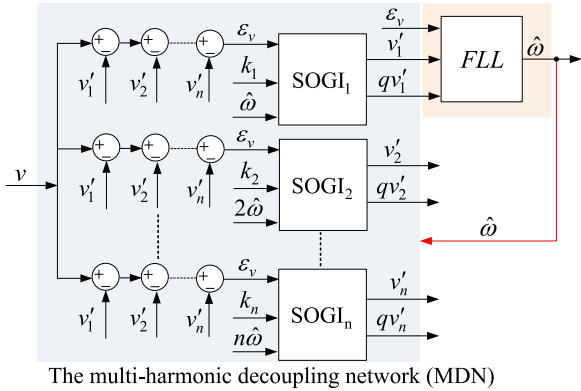 ε_v
+ − + − + −
v′_1 v′_2 v′_n
k_1
ω̂
SOGI_1
ε_v
v′_1
qv′_1
FLL
ω̂
v
ε_v
+ − + − + −
v′_1 v′_2 v′_n
k_2
2ω̂
SOGI_2
v′_2
qv′_2
ω̂
ε_v
+ − + − + −
v′_1 v′_2 v′_n
k_n
nω̂
SOGI_n
v′_n
qv′_n
The multi-harmonic decoupling network (MDN)